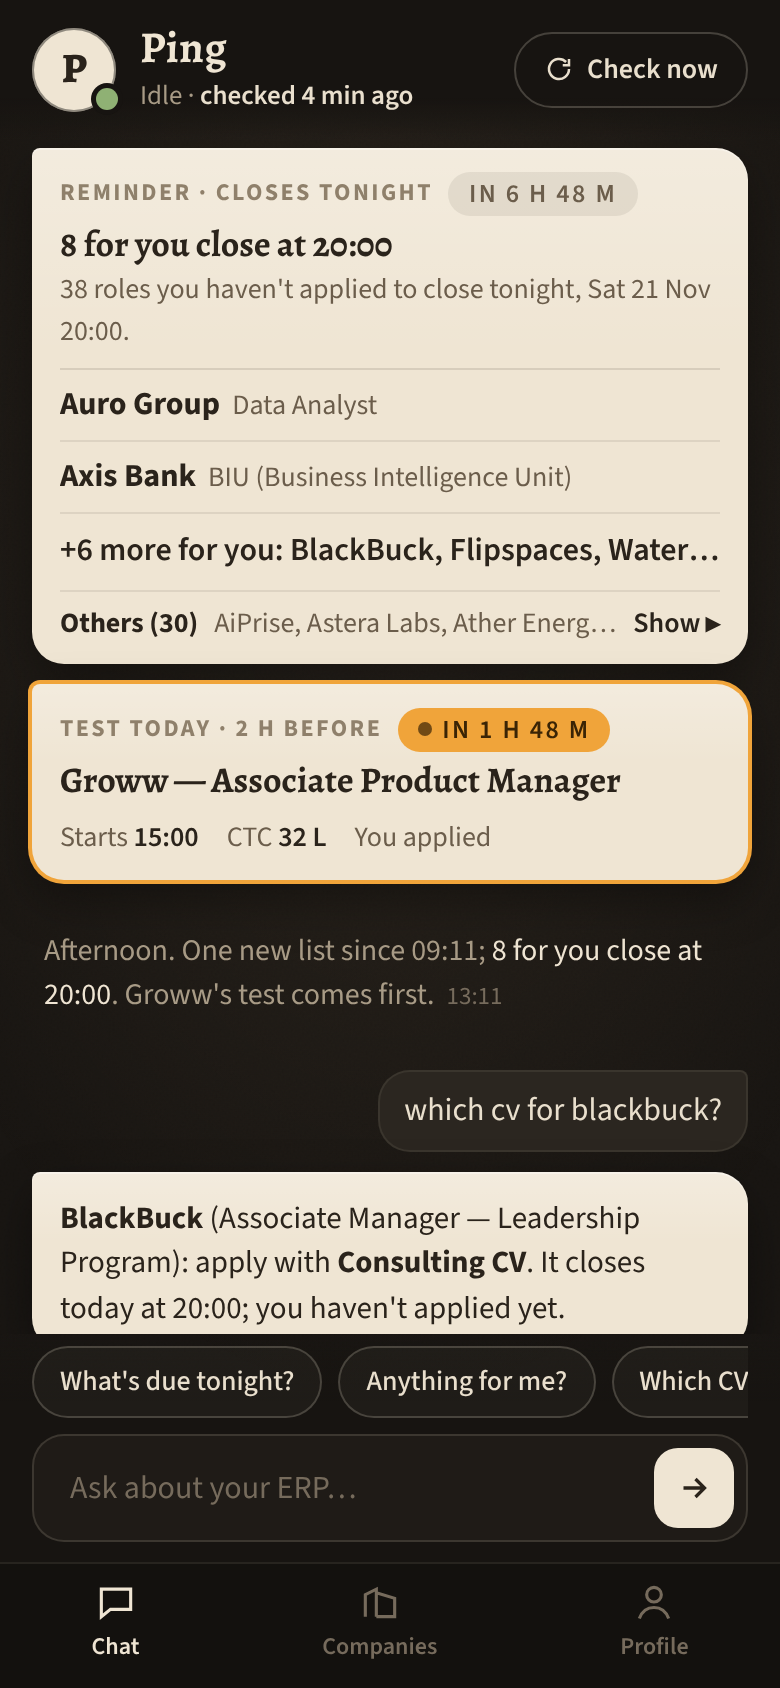 P
Ping
Idle · checked 4 min ago
Check now
REMINDER · CLOSES TONIGHT
IN 6 H 48 M
8 for you close at 20:00
38 roles you haven't applied to close tonight, Sat 21 Nov
20:00.
Auro Group Data Analyst
Axis Bank BIU (Business Intelligence Unit)
+6 more for you: BlackBuck, Flipspaces, Water…
Others (30) AiPrise, Astera Labs, Ather Energ… Show ▸
TEST TODAY · 2 H BEFORE
IN 1 H 48 M
Groww — Associate Product Manager
Starts 15:00 CTC 32 L You applied
Afternoon. One new list since 09:11; 8 for you close at
20:00. Groww's test comes first. 13:11
which cv for blackbuck?
BlackBuck (Associate Manager — Leadership
Program): apply with Consulting CV. It closes
today at 20:00; you haven't applied yet.
What's due tonight?
Anything for me?
Which CV
Ask about your ERP…
Chat
Companies
Profile